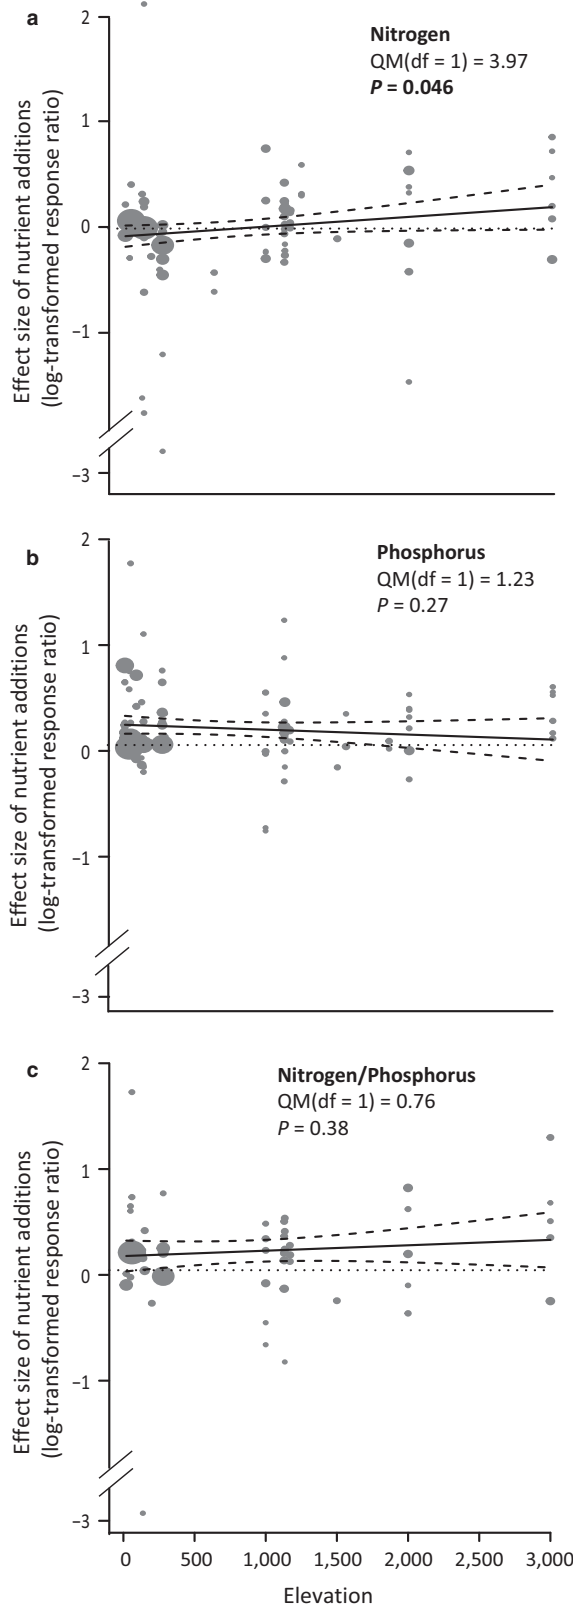 a
Nitrogen
QM(df = 1) = 3.97
P = 0.046
Effect size of nutrient additions
(log-transformed response ratio)
2
1
0
−1
−3
b
Phosphorus
QM(df = 1) = 1.23
P = 0.27
Effect size of nutrient additions
(log-transformed response ratio)
2
1
0
−1
−3
c
Nitrogen/Phosphorus
QM(df = 1) = 0.76
P = 0.38
Effect size of nutrient additions
(log-transformed response ratio)
2
1
0
−1
−3
0 500 1,000 1,500 2,000 2,500 3,000
Elevation